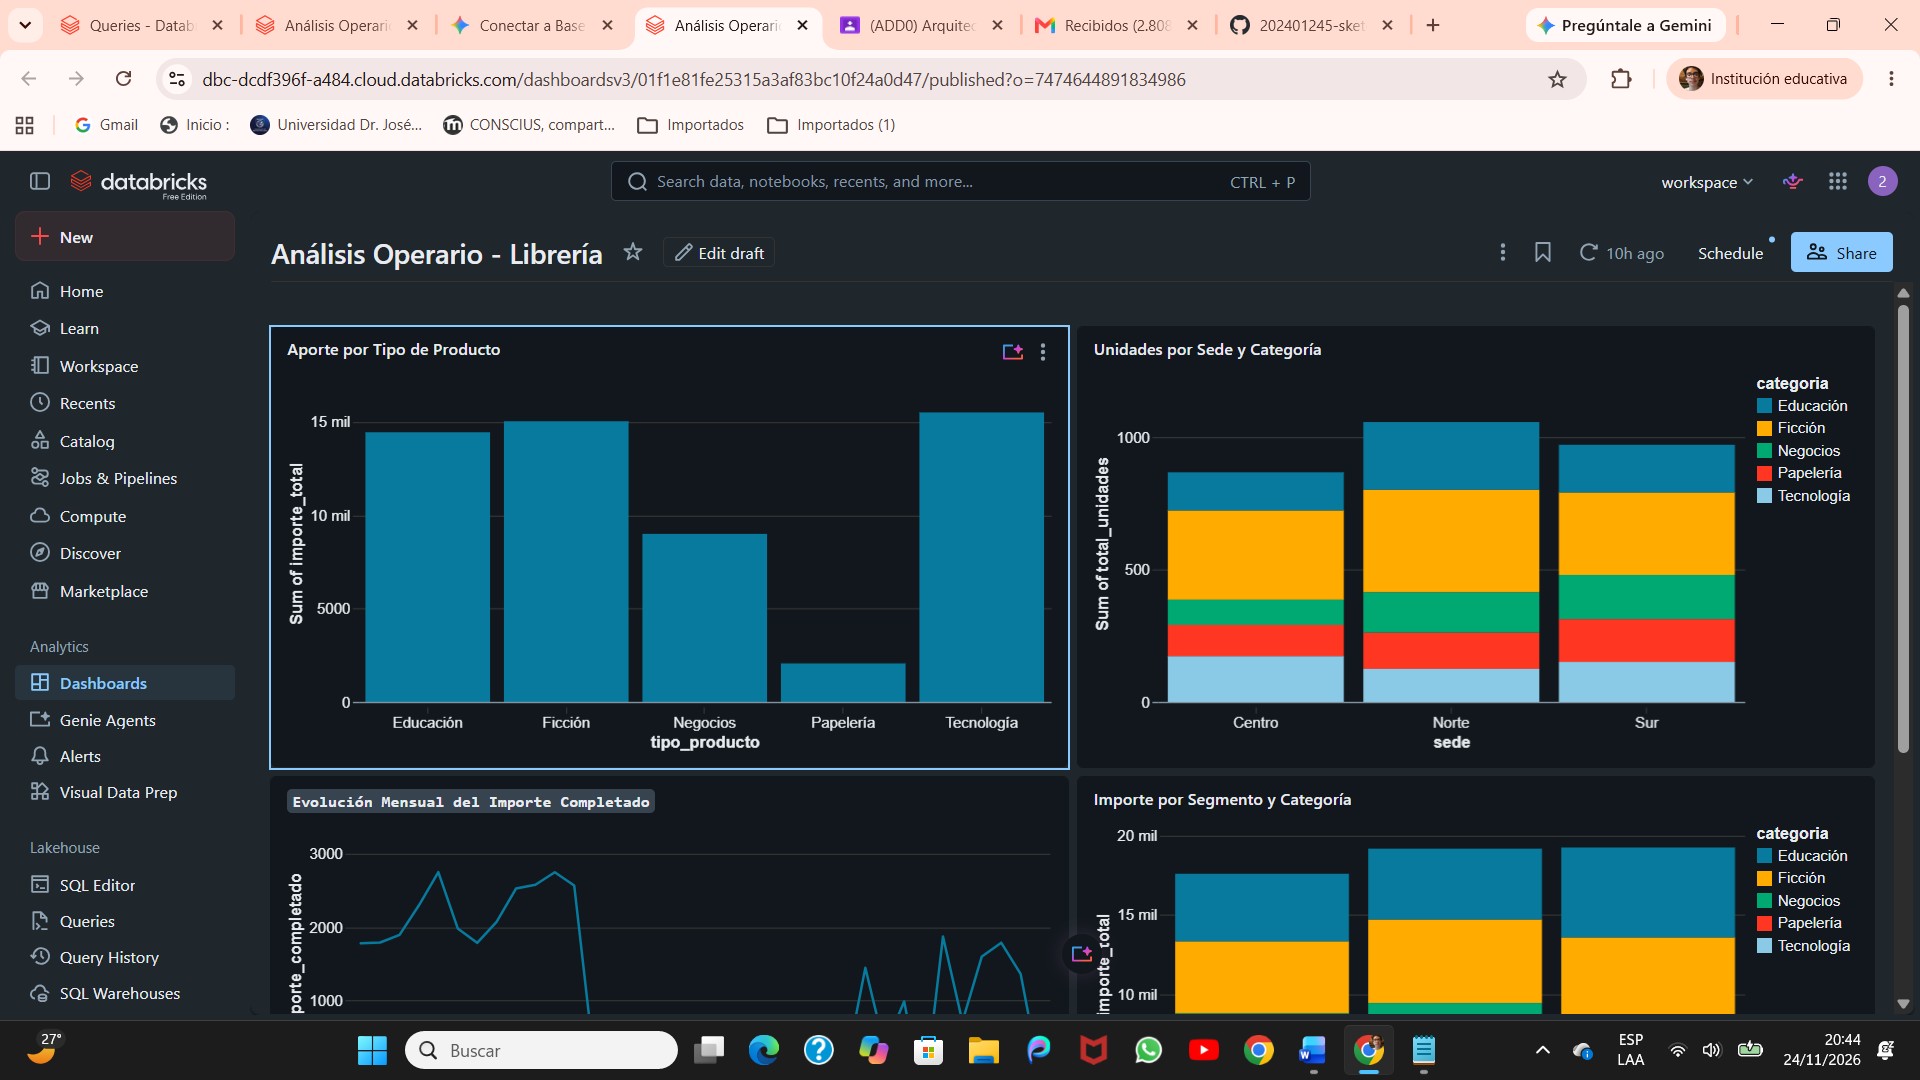 Queries - Datab
Análisis Operari
Conectar a Base
Análisis Operari
(ADD0) Arquitec
Recibidos (2.808
202401245-sket
Pregúntale a Gemini
dbc-dcdf396f-a484.cloud.databricks.com/dashboardsv3/01f1e81fe25315a3af83bc10f24a0d47/published?o=7474644891834986
Institución educativa
Gmail
Inicio :
Universidad Dr. José...
CONSCIUS, compart...
Importados
Importados (1)
databricks
Free Edition
Search data, notebooks, recents, and more...
CTRL + P
workspace
2
New
Home
Learn
Workspace
Recents
Catalog
Jobs & Pipelines
Compute
Discover
Marketplace
Analytics
Dashboards
Genie Agents
Alerts
Visual Data Prep
Lakehouse
SQL Editor
Queries
Query History
SQL Warehouses
Análisis Operario - Librería
Edit draft
10h ago
Schedule
Share
Aporte por Tipo de Producto
Sum of importe_total
15 mil
10 mil
5000
0
Educación
Ficción
Negocios
Papelería
Tecnología
tipo_producto
Unidades por Sede y Categoría
Sum of total_unidades
1000
500
0
Centro
Norte
Sur
sede
categoria
Educación
Ficción
Negocios
Papelería
Tecnología
Evolución Mensual del Importe Completado
porte_completado
3000
2000
1000
Importe por Segmento y Categoría
importe_total
20 mil
15 mil
10 mil
categoria
Educación
Ficción
Negocios
Papelería
Tecnología
27°
Buscar
ESP
LAA
20:44
24/11/2026